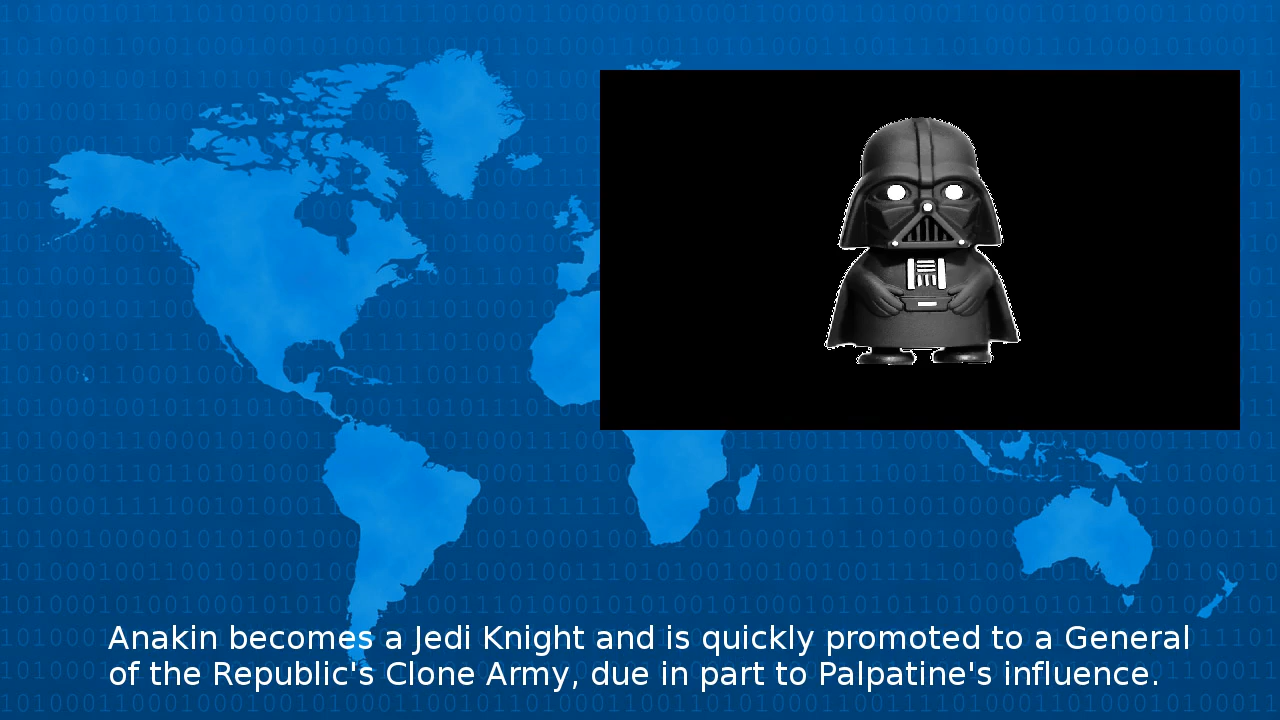 Anakin becomes a Jedi Knight and is quickly promoted to a General
of the Republic's Clone Army, due in part to Palpatine's influence.